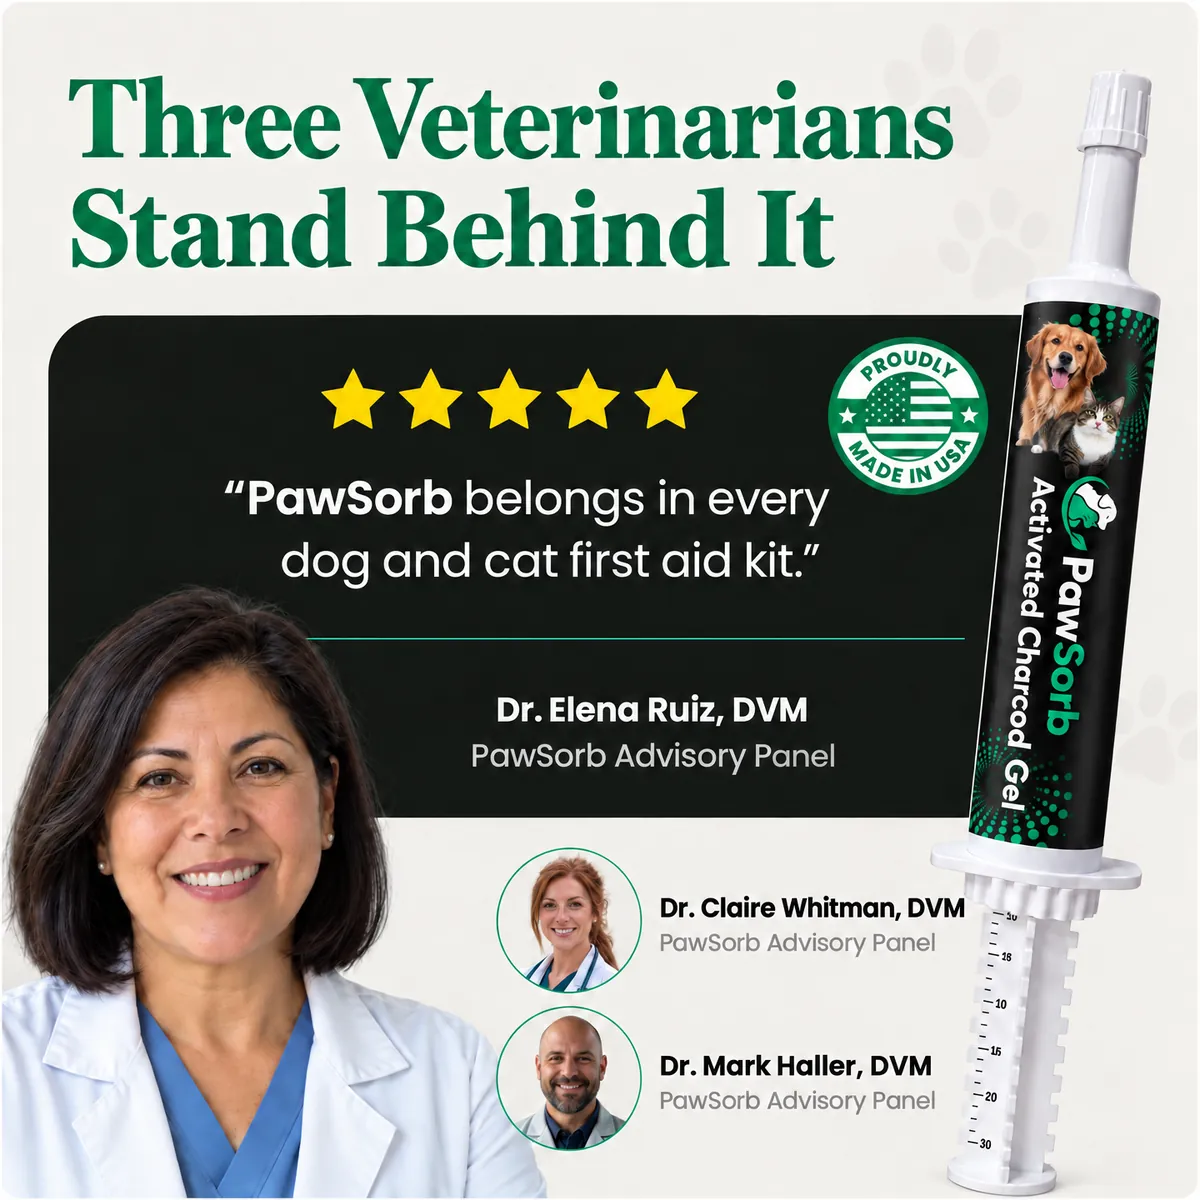 Three Veterinarians
Stand Behind It
PROUDLY
MADE IN USA
“PawSorb belongs in every
dog and cat first aid kit.”
Dr. Elena Ruiz, DVM
PawSorb Advisory Panel
Dr. Claire Whitman, DVM
PawSorb Advisory Panel
Dr. Mark Haller, DVM
PawSorb Advisory Panel
PawSorb
Activated Charcod Gel
16
10
15
20
30